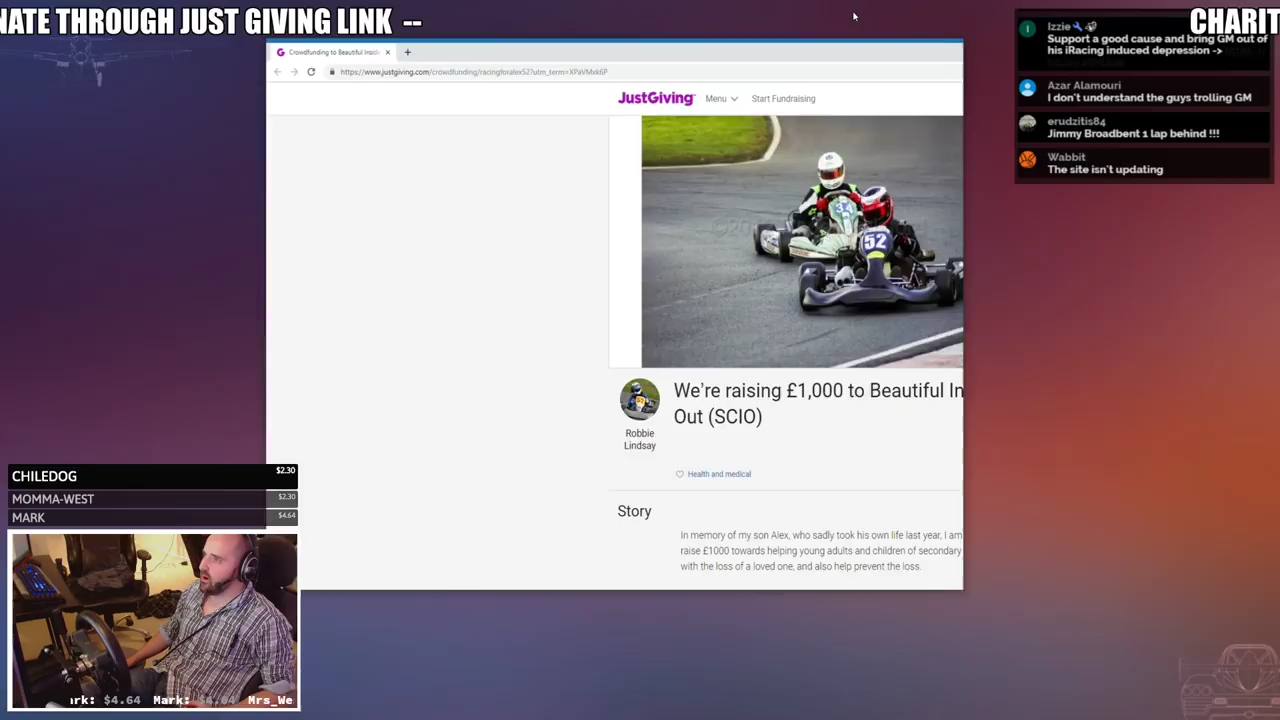 NATE THROUGH JUST GIVING LINK --
CHARIT
Crowdfunding to Beautiful Inside
https://www.justgiving.com/crowdfunding/racingforalex52?utm_term=XPaVMxk6P
JustGiving
Menu
Start Fundraising
34
52
Robbie
Lindsay
We're raising £1,000 to Beautiful In
Out (SCIO)
Health and medical
Story
In memory of my son Alex, who sadly took his own life last year, I am
raise £1000 towards helping young adults and children of secondary
with the loss of a loved one, and also help prevent the loss.
Izzie
Support a good cause and bring GM out of
his iRacing induced depression ->
Azar Alamouri
I don't understand the guys trolling GM
erudzitis84
Jimmy Broadbent 1 lap behind !!!
Wabbit
The site isn't updating
CHILEDOG $2.30
MOMMA-WEST $2.30
MARK $4.64
ark: $4.64 Mark: $4.64 Mrs_We